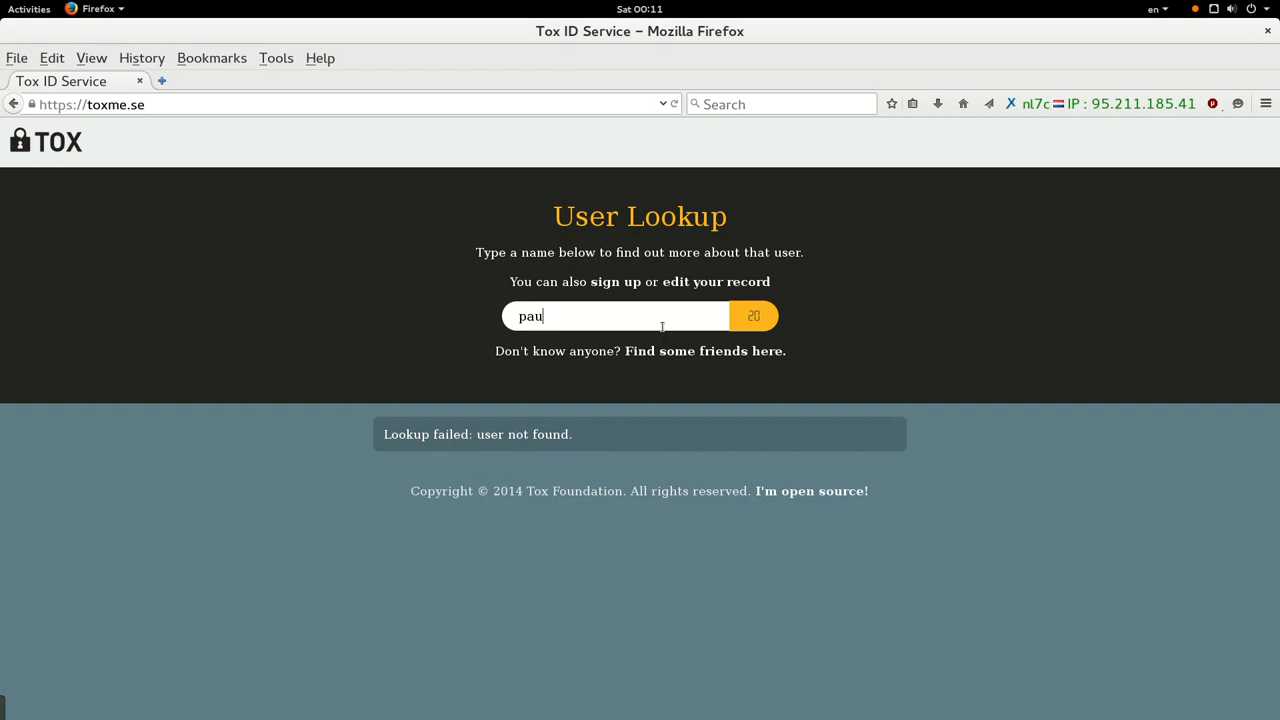 Activities Firefox Sat 00:11 en
Tox ID Service – Mozilla Firefox ×
File Edit View History Bookmarks Tools Help
Tox ID Service ×
https://toxme.se Search nl7c IP : 95.211.185.41
TOX
User Lookup
Type a name below to find out more about that user.
You can also sign up or edit your record
pau
Don't know anyone? Find some friends here.
Lookup failed: user not found.
Copyright © 2014 Tox Foundation. All rights reserved. I'm open source!